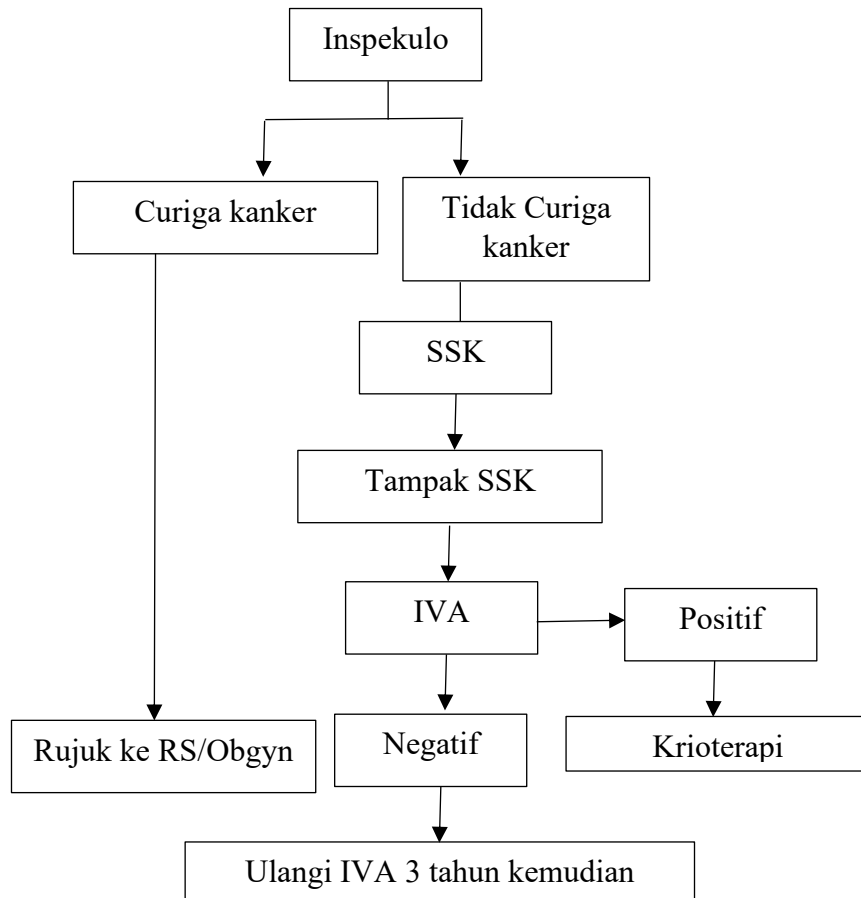 Inspekulo
Curiga kanker
Tidak Curiga
kanker
SSK
Tampak SSK
IVA
Positif
Rujuk ke RS/Obgyn
Negatif
Krioterapi
Ulangi IVA 3 tahun kemudian